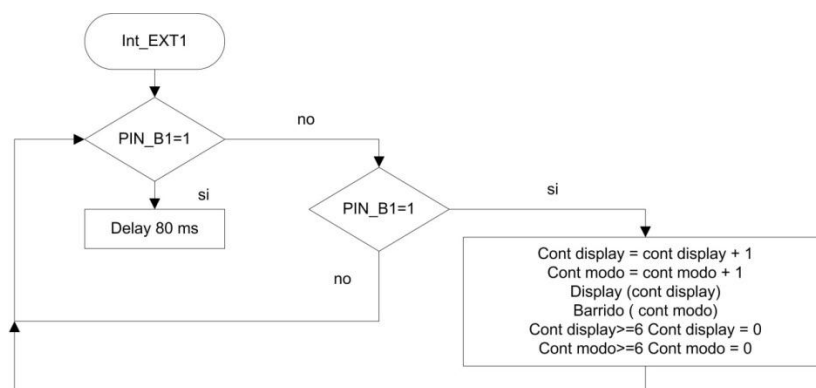 Int_EXT1
PIN_B1=1
no
si
Delay 80 ms
PIN_B1=1
si
no
Cont display = cont display + 1
Cont modo = cont modo + 1
Display (cont display)
Barrido ( cont modo)
Cont display>=6 Cont display = 0
Cont modo>=6 Cont modo = 0